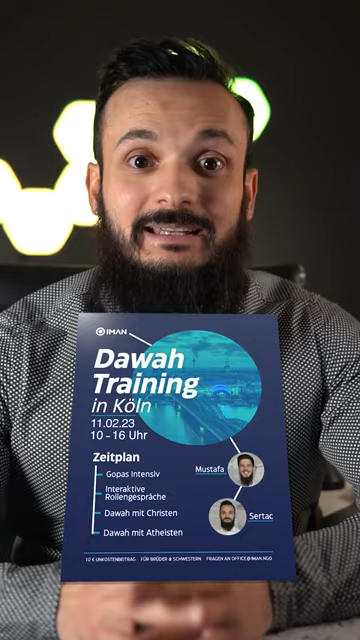 IMAN
Dawah
Training
in Köln
11.02.23
10 - 16 Uhr
Zeitplan
Gopas Intensiv
Interaktive
Rollengespräche
Dawah mit Christen
Dawah mit Atheisten
Mustafa
Sertac
10 € UNKOSTENBEITRAG FÜR BRÜDER & SCHWESTERN FRAGEN AN OFFICE@IMAN.NGO